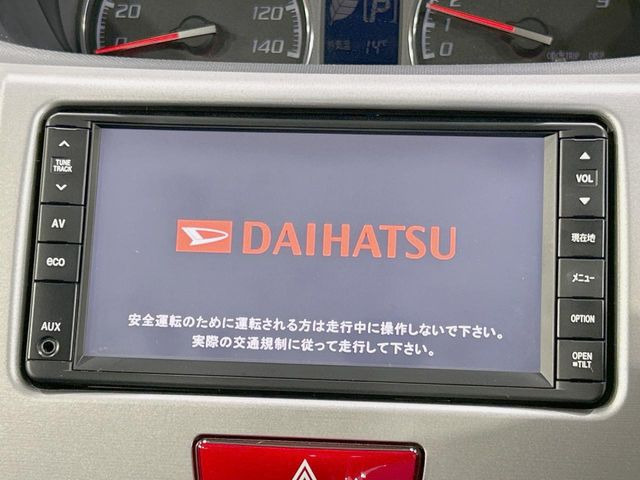 20
120
0
140
P
14℃
2
1
0
9
TUNE
TRACK
AV
eco
AUX
DAIHATSU
安全運転のために運転される方は走行中に操作しないで下さい。
実際の交通規制に従って走行して下さい。
VOL
現在地
メニュー
OPTION
OPEN
TILT